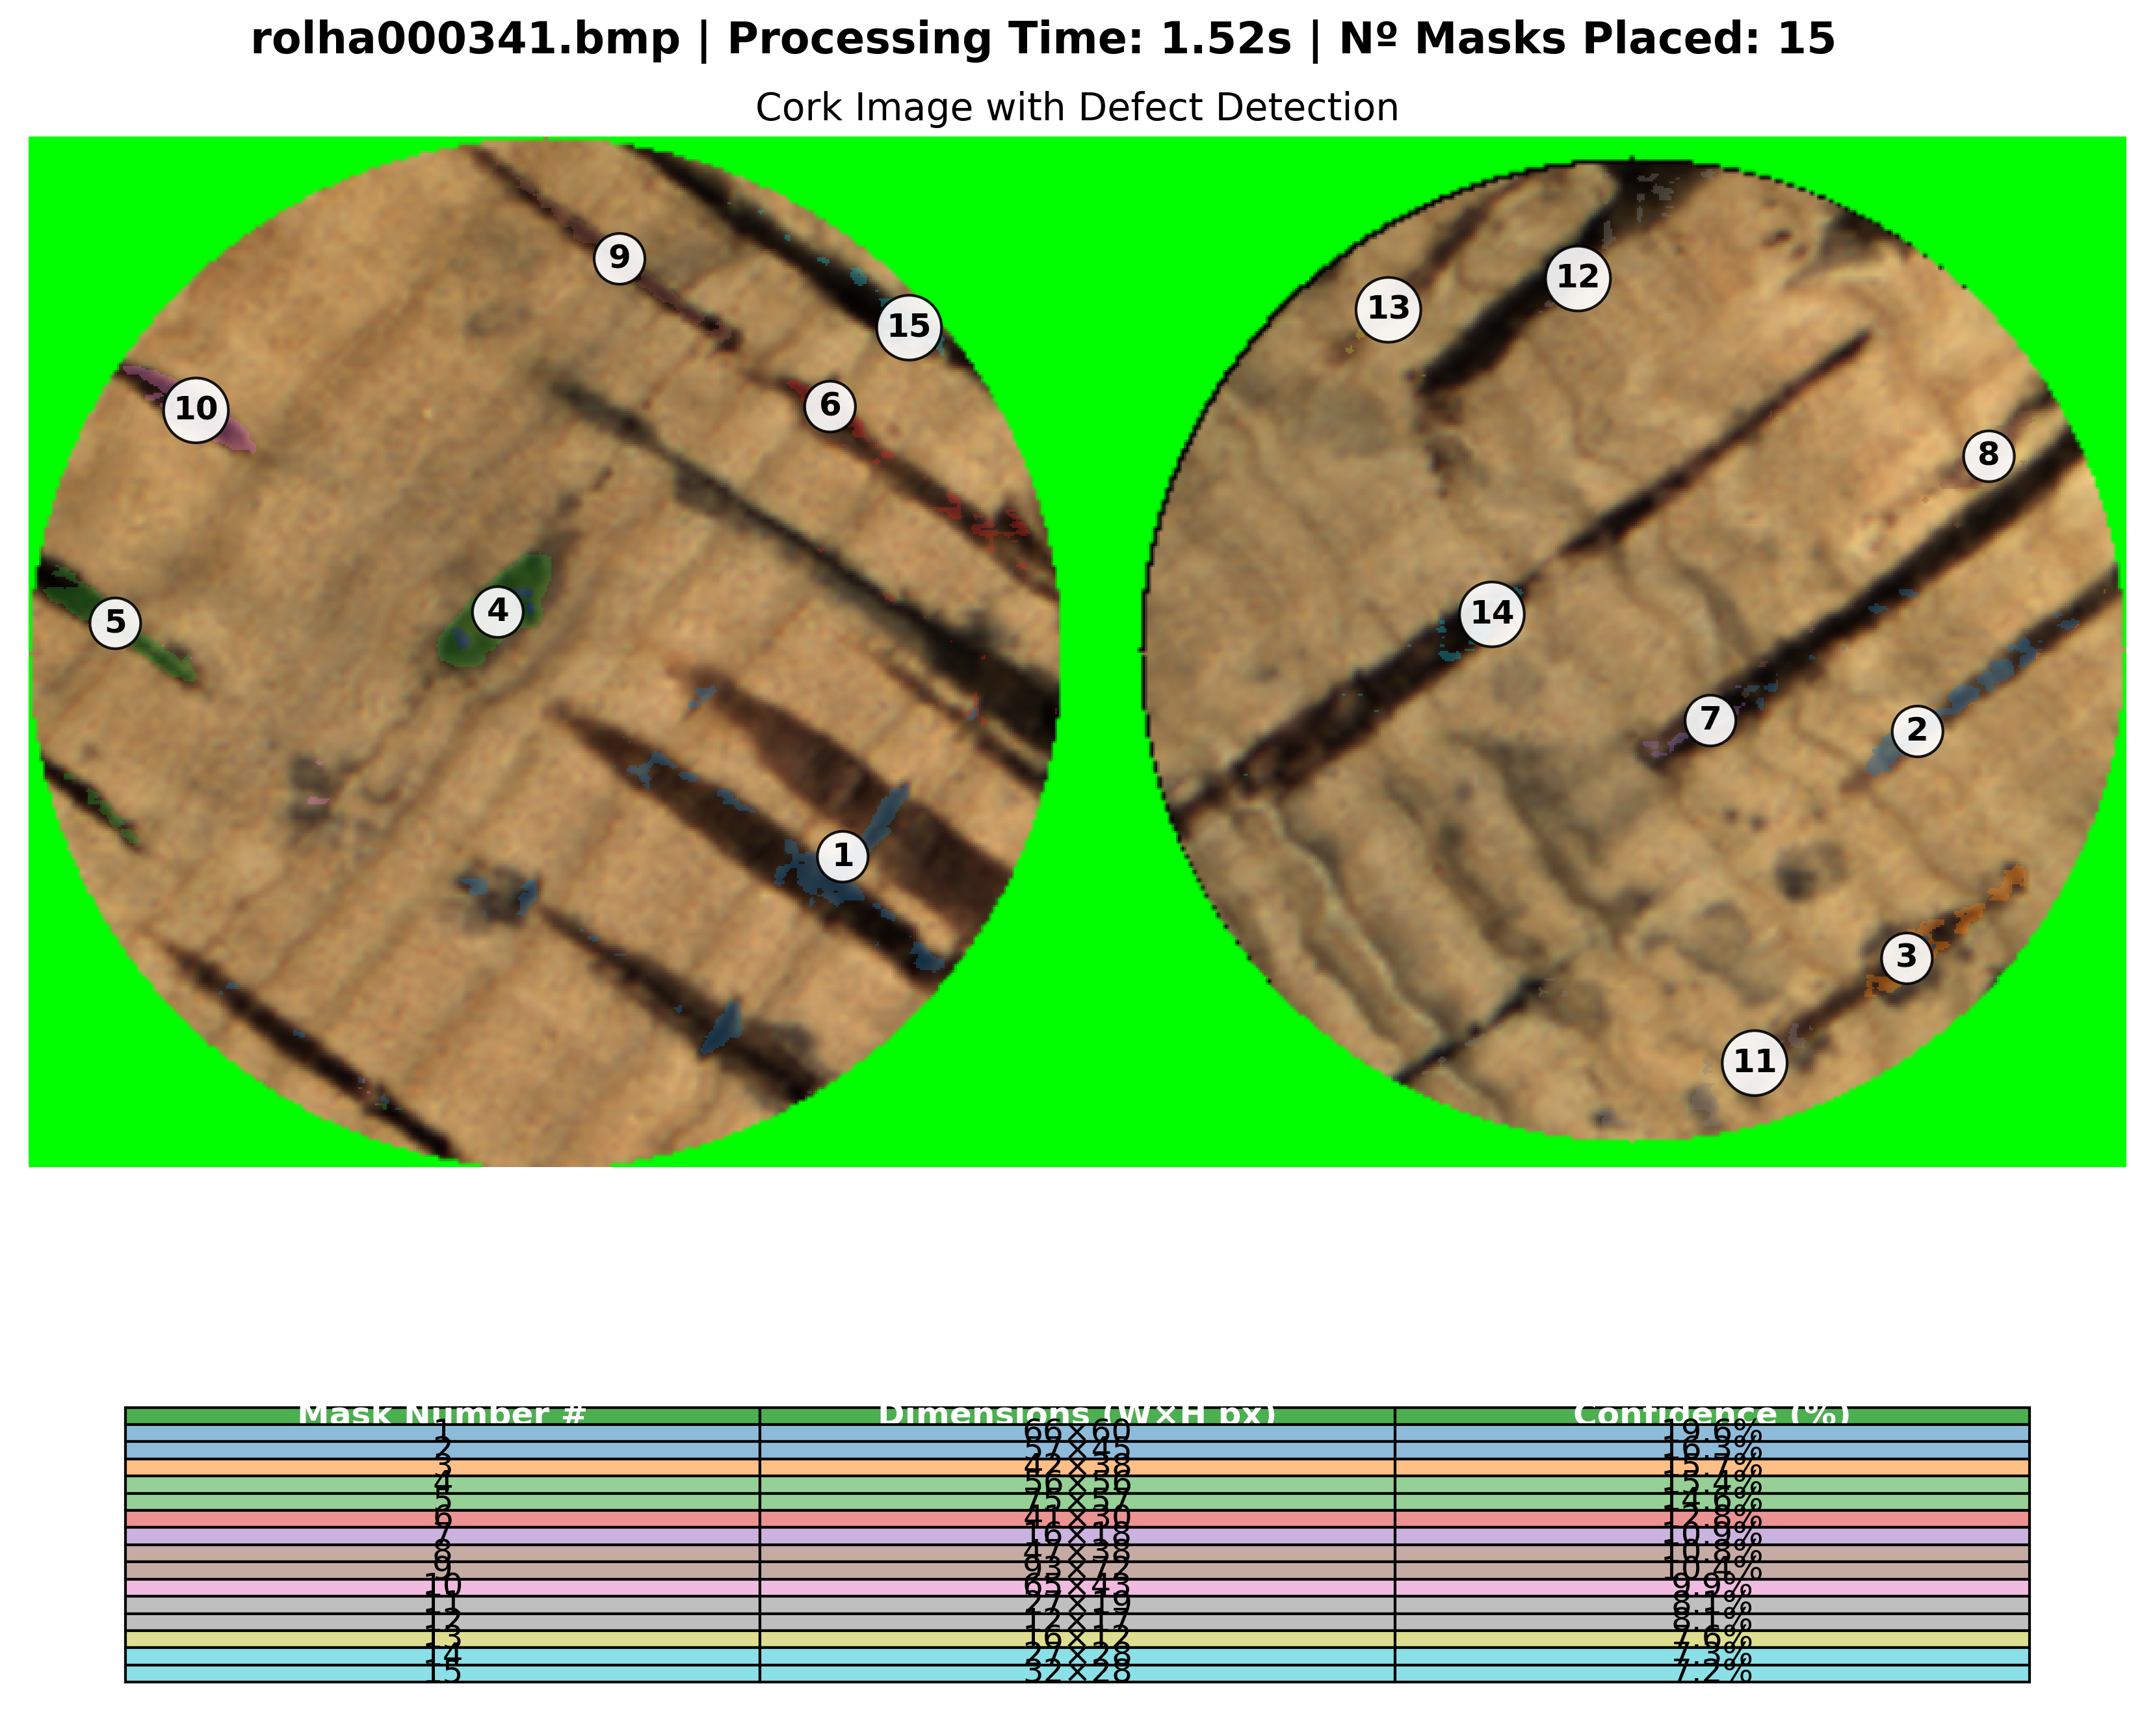 rolha000341.bmp | Processing Time: 1.52s | Nº Masks Placed: 15
Cork Image with Defect Detection
9
15
12
13
10
6
8
5
4
14
7
2
1
3
11
Mask Number # Dimensions (W×H px) Confidence (%)
1 66×60 19.6%
2 57×45 16.3%
3 42×38 15.7%
4 56×56 15.4%
5 75×57 14.6%
6 41×30 12.8%
7 16×18 10.9%
8 47×38 10.8%
9 93×72 10.4%
10 65×43 9.9%
11 27×19 8.1%
12 12×17 8.1%
13 16×12 7.6%
14 27×28 7.3%
15 32×28 7.2%